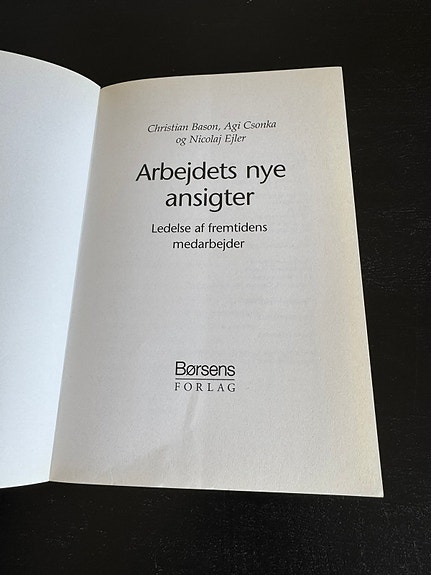 Christian Bason, Agi Csonka
og Nicolaj Ejler
Arbejdets nye
ansigter
Ledelse af fremtidens
medarbejder
Børsens
FORLAG